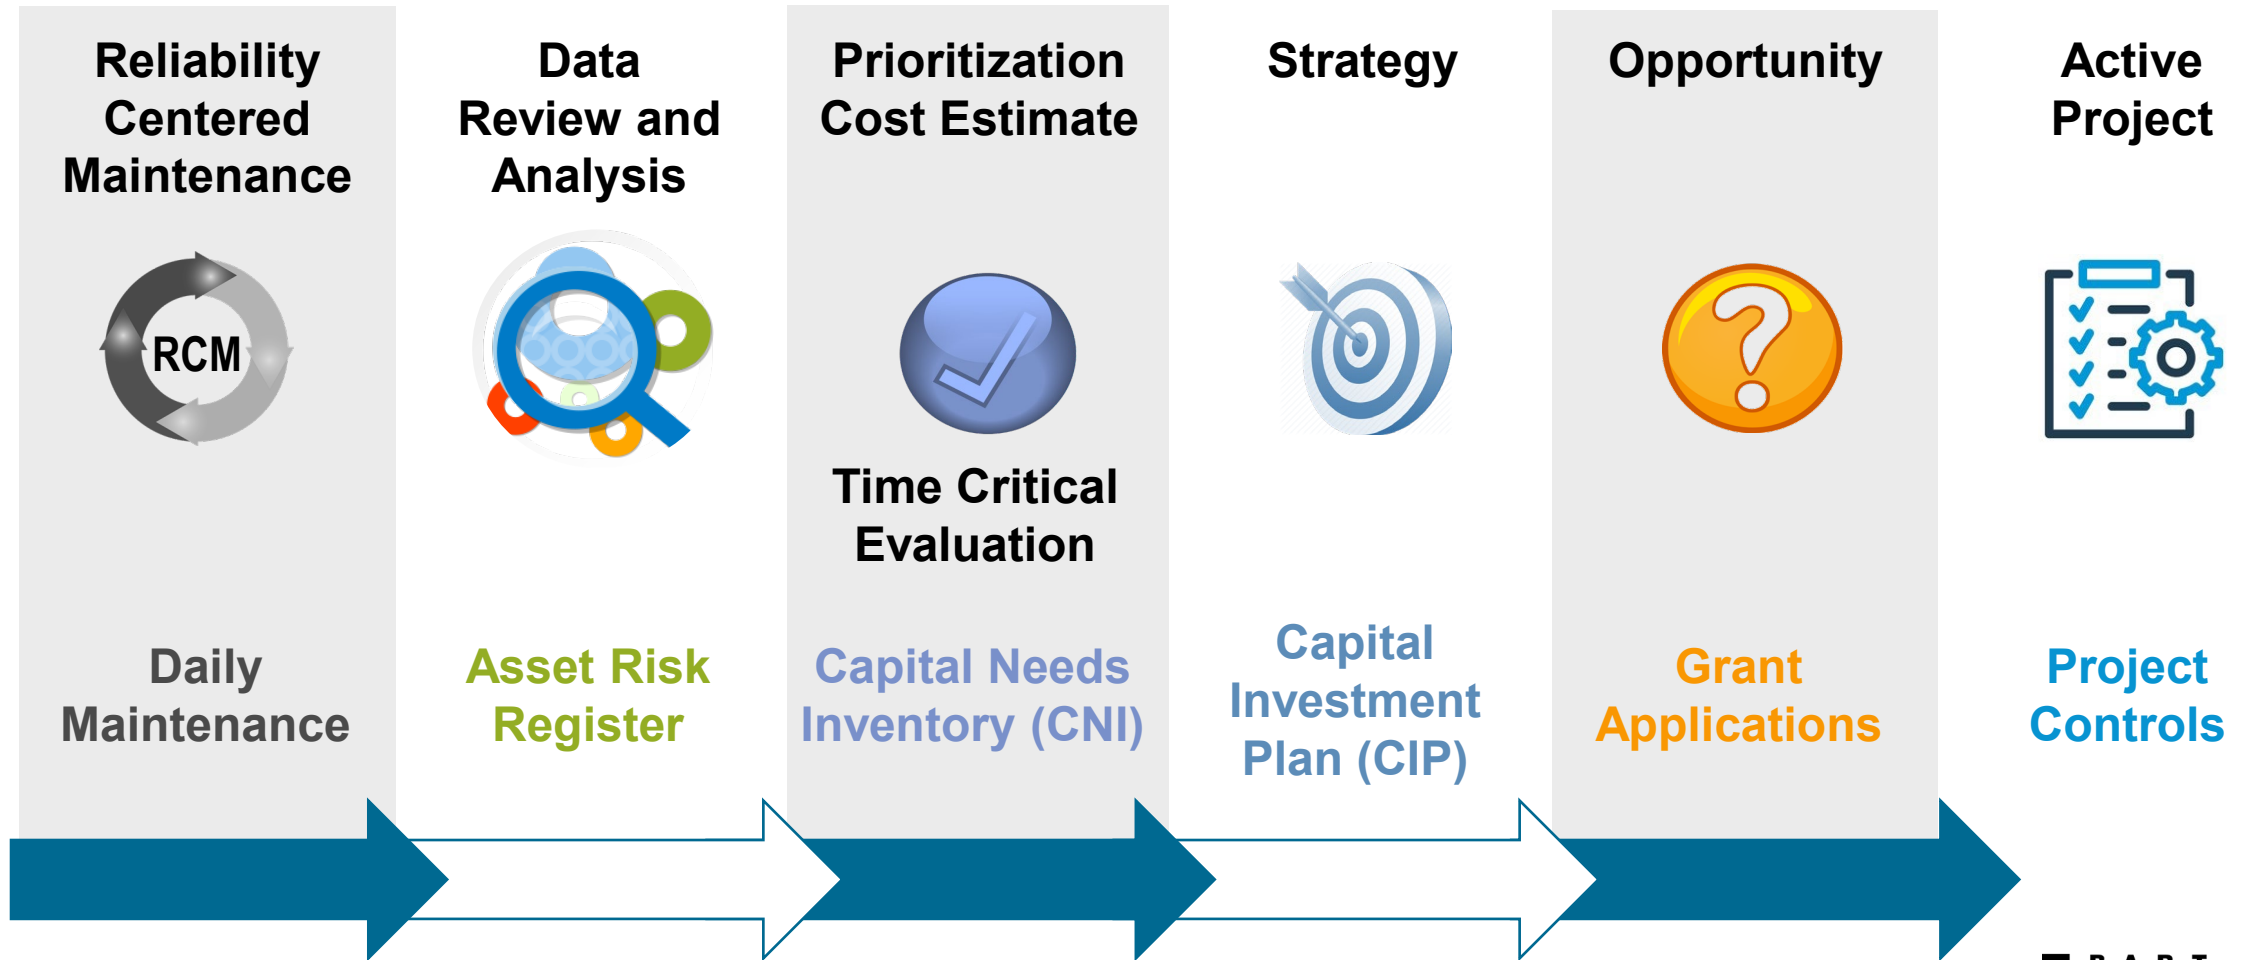 Reliability
Centered
Maintenance
RCM
Daily
Maintenance
Data
Review and
Analysis
Asset Risk
Register
Prioritization
Cost Estimate
Time Critical
Evaluation
Capital Needs
Inventory (CNI)
Strategy
Capital
Investment
Plan (CIP)
Opportunity
Grant
Applications
Active
Project
Project
Controls